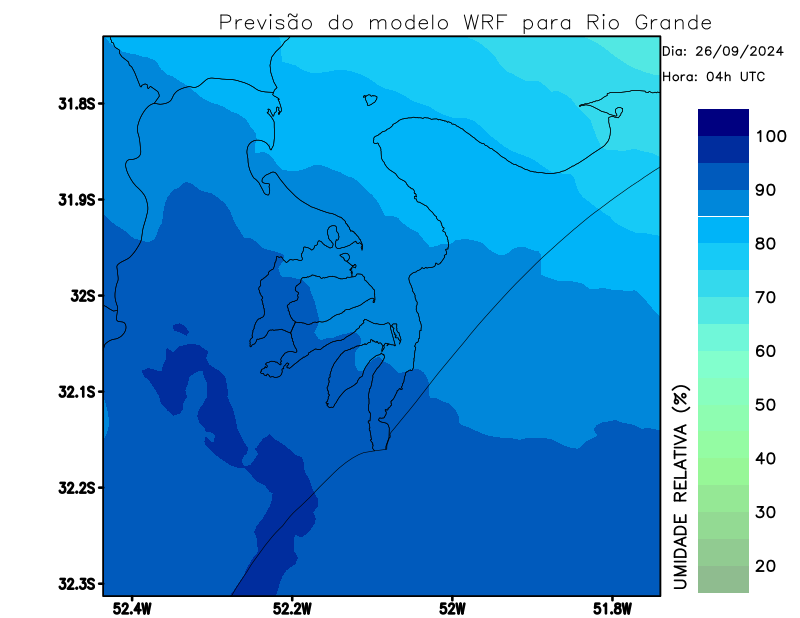 Previsão do modelo WRF para Rio Grande
Dia: 26/09/2024
Hora: 04h UTC
31.8S
31.9S
32S
32.1S
32.2S
32.3S
52.4W
52.2W
52W
51.8W
UMIDADE RELATIVA (%)
100
90
80
70
60
50
40
30
20